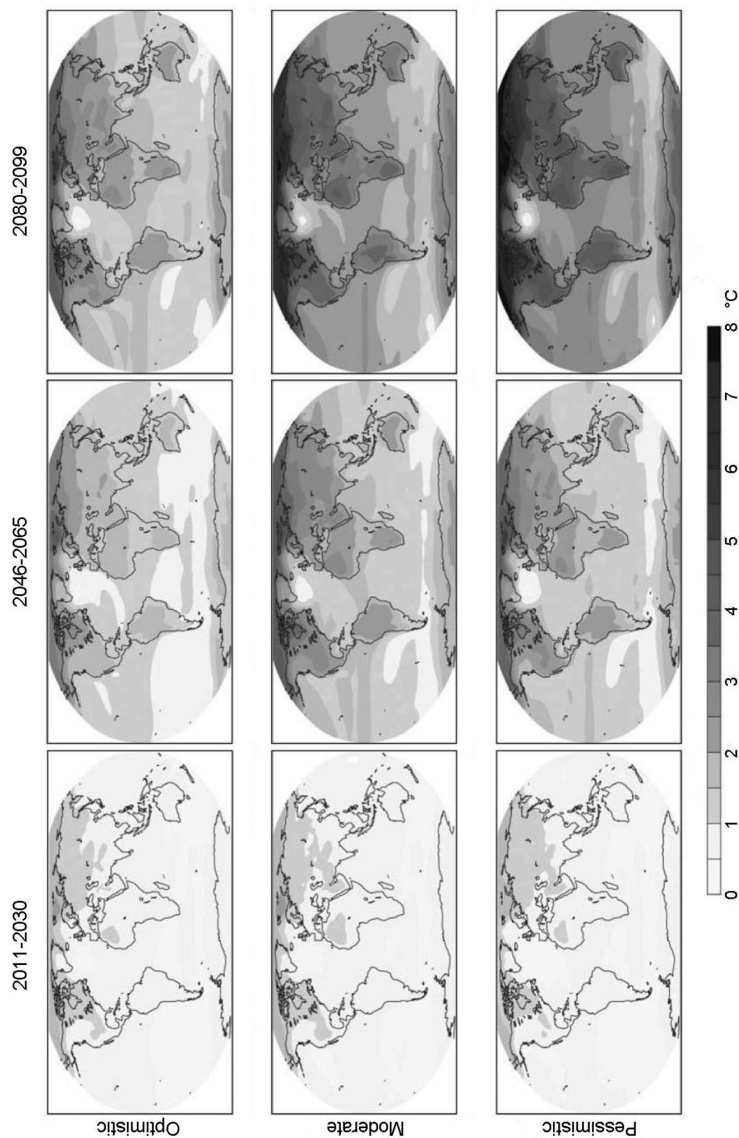 2011-2030
2046-2065
2080-2099
Optimistic
Moderate
Pessimistic
0 1 2 3 4 5 6 7 8 °C